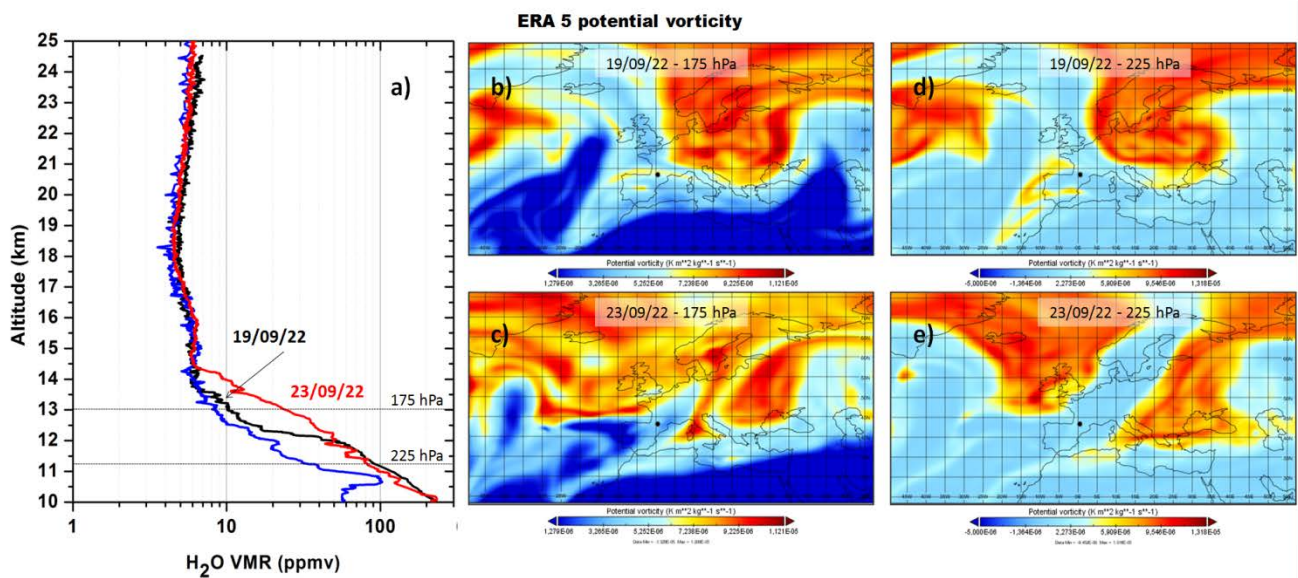 ERA 5 potential vorticity
a)
25
24
23
22
21
20
19
18
17
16
15
14
13
12
11
10
Altitude (km)
19/09/22
23/09/22
175 hPa
225 hPa
1
10
100
H2O VMR (ppmv)
b)
19/09/22 - 175 hPa
Potential vorticity (K m**2 kg**-1 s**-1)
1,279E-06 3,265E-06 5,252E-06 7,239E-06 9,225E-06 1,121E-05
d)
19/09/22 - 225 hPa
Potential vorticity (K m**2 kg**-1 s**-1)
-5,000E-06 -1,364E-06 2,273E-06 5,909E-06 9,546E-06 1,318E-05
c)
23/09/22 - 175 hPa
Potential vorticity (K m**2 kg**-1 s**-1)
1,279E-06 3,265E-06 5,252E-06 7,239E-06 9,225E-06 1,121E-05
e)
23/09/22 - 225 hPa
Potential vorticity (K m**2 kg**-1 s**-1)
-5,000E-06 -1,364E-06 2,273E-06 5,909E-06 9,546E-06 1,318E-05